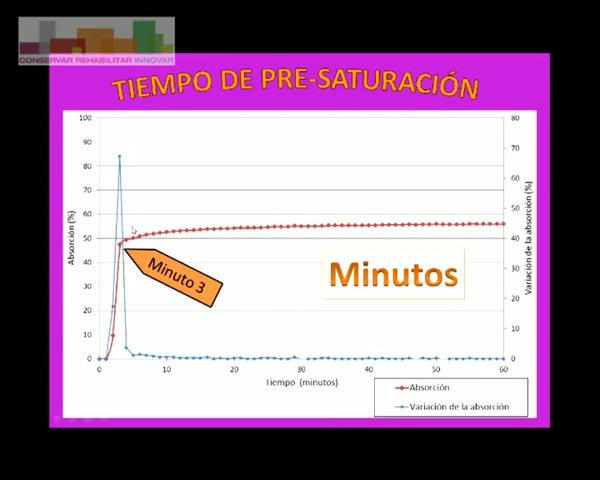 CONSERVAR REHABILITAR INNOVAR
TIEMPO DE PRE-SATURACIÓN
100
90
80
70
60
50
40
30
20
10
0
Absorción (%)
80
70
60
50
40
30
20
10
0
Variación de la absorción (%)
Minuto 3
Minutos
0 10 20 30 40 50 60
Tiempo (minutos)
Absorción
Variación de la absorción